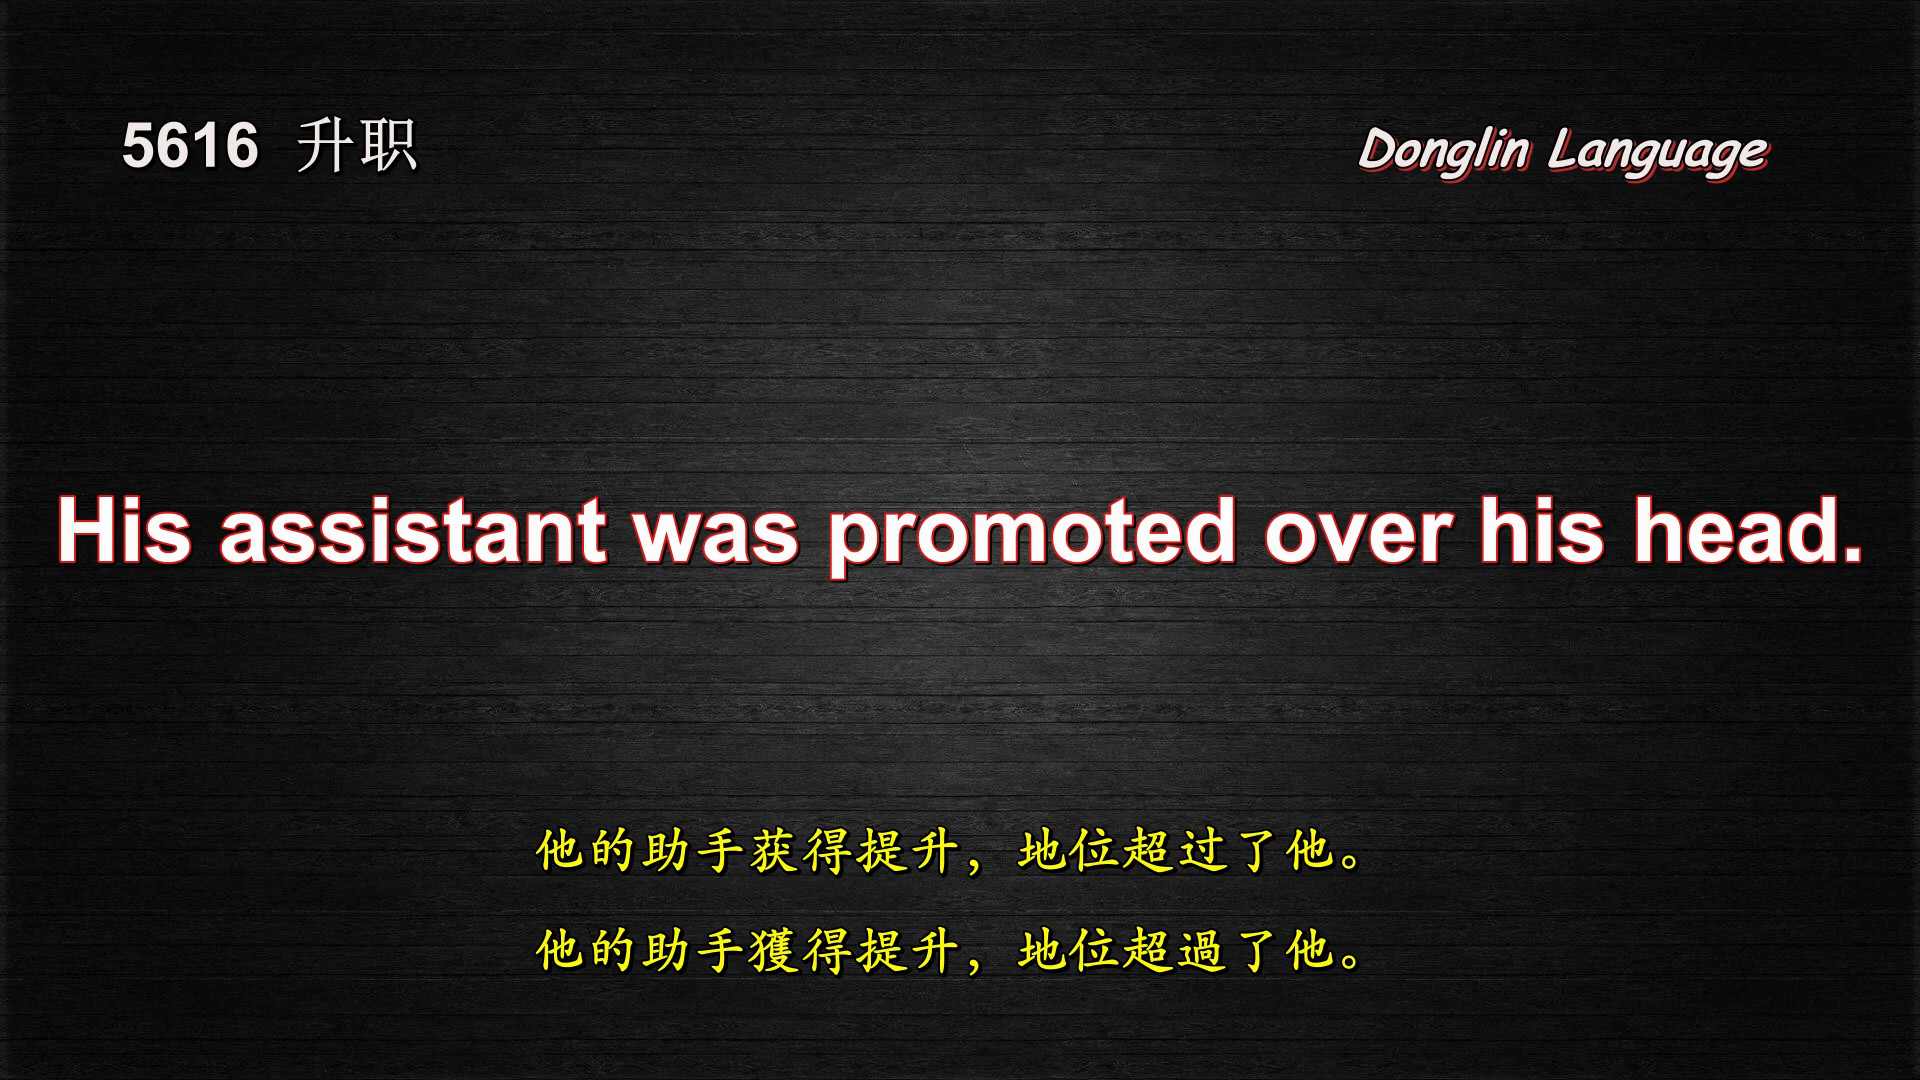 5616 升职
Donglin Language
His assistant was promoted over his head.
他的助手获得提升，地位超过了他。
他的助手獲得提升，地位超過了他。